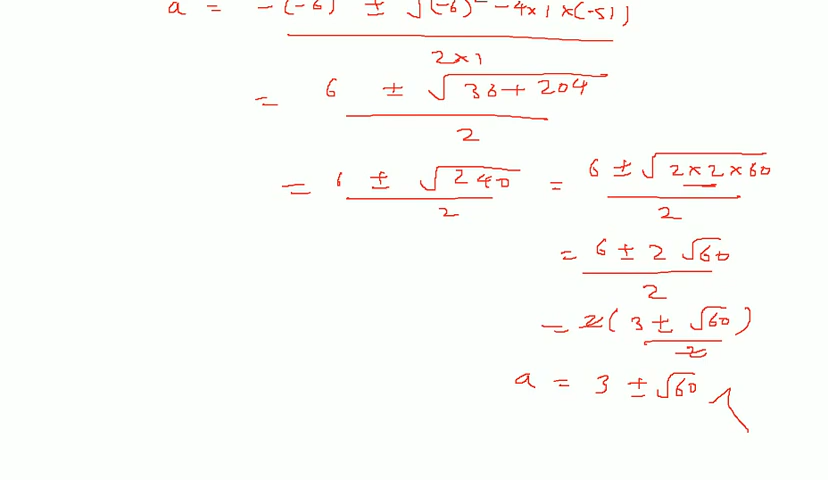 a = -(-6) ± √(-6)² - 4×1×(-51)
2×1
= 6 ± √36+204
2
= 6 ± √240 = 6 ± √2×2×60
2 2
= 6 ± 2 √60
2
= 2( 3 ± √60 )
2
a = 3 ± √60